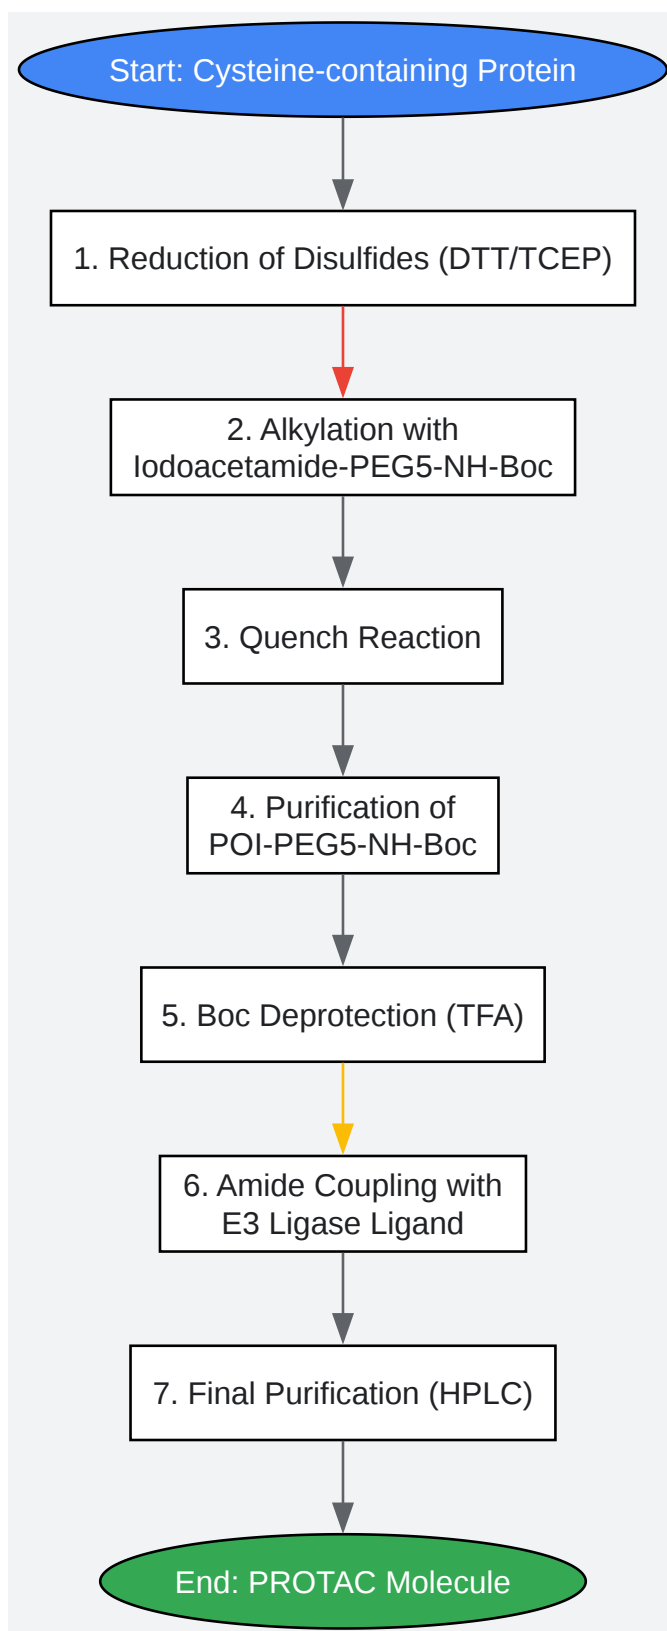 Start: Cysteine-containing Protein
1. Reduction of Disulfides (DTT/TCEP)
2. Alkylation with
Iodoacetamide-PEG5-NH-Boc
3. Quench Reaction
4. Purification of
POI-PEG5-NH-Boc
5. Boc Deprotection (TFA)
6. Amide Coupling with
E3 Ligase Ligand
7. Final Purification (HPLC)
End: PROTAC Molecule